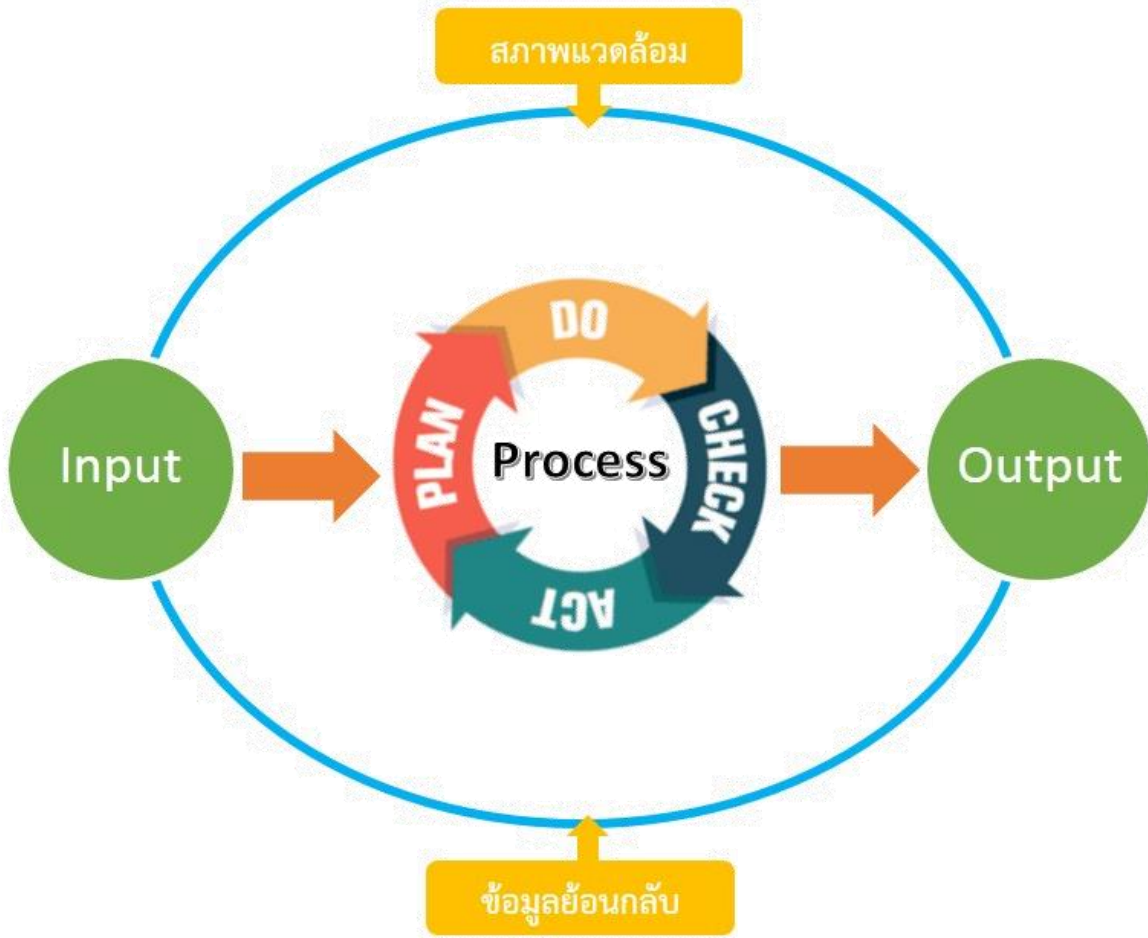 สภาพแวดล้อม
DO
PLAN
CHECK
ACT
Process
Input
Output
ข้อมูลย้อนกลับ